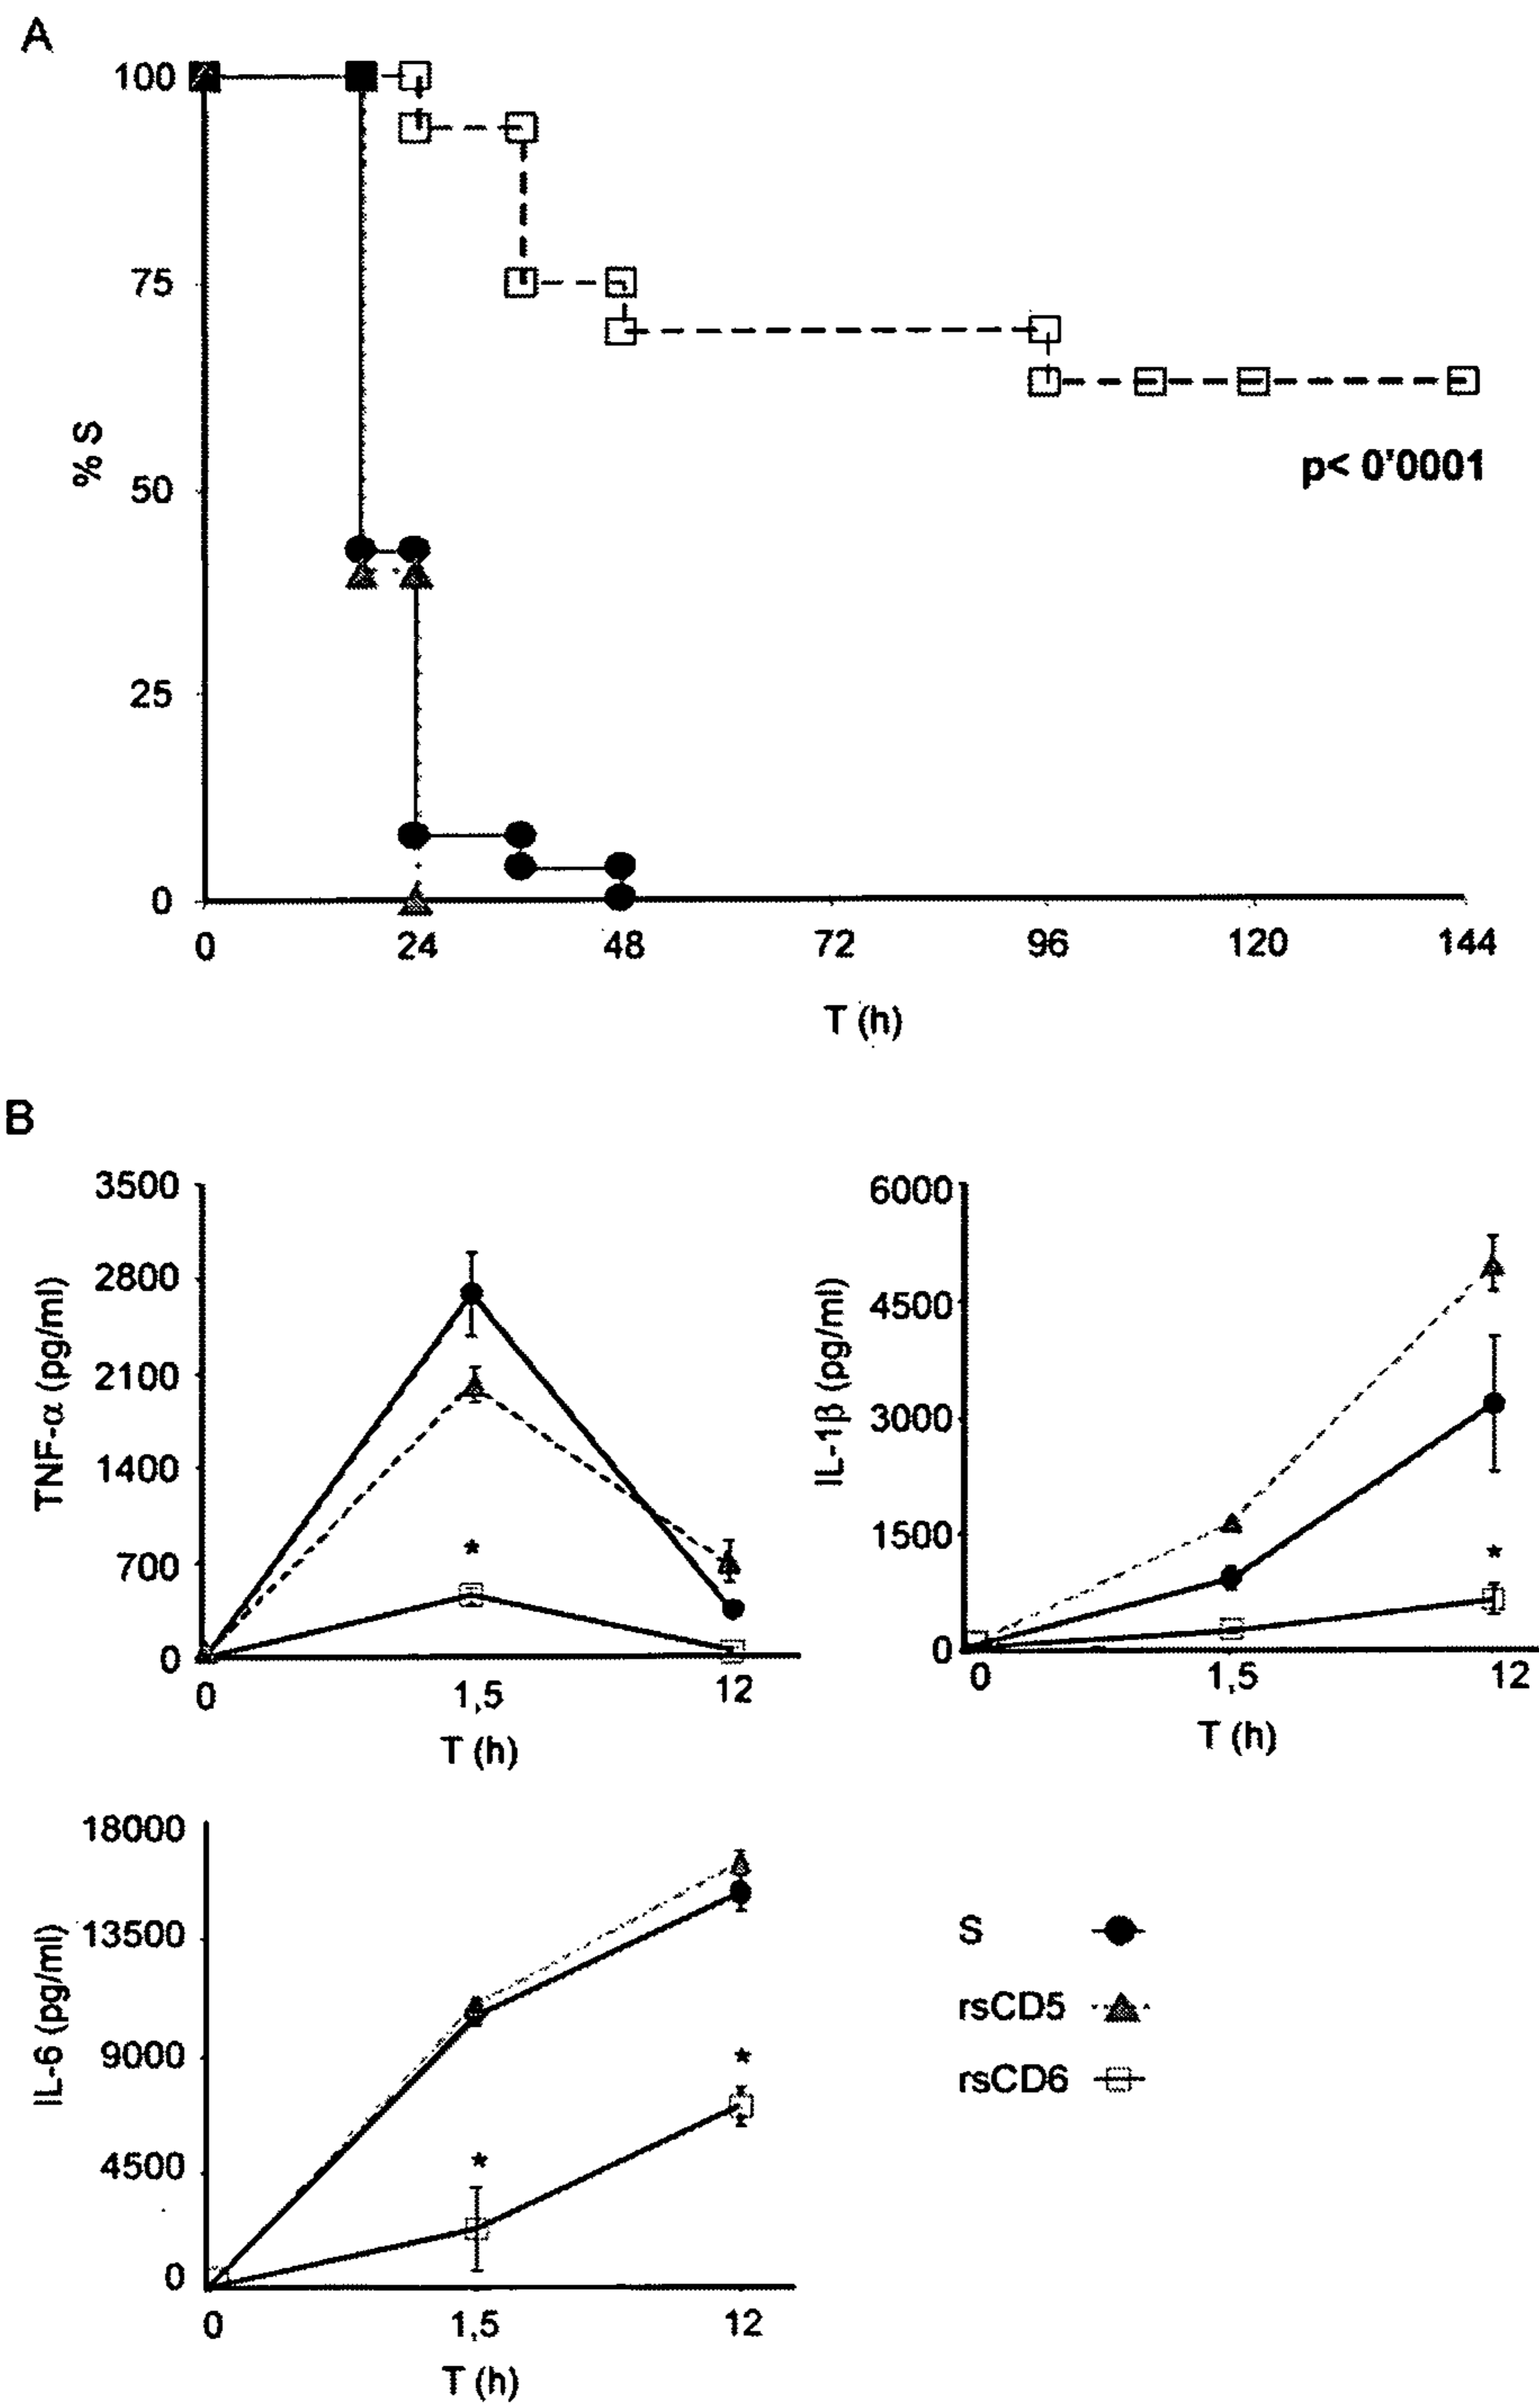 A
100
75
50
25
0
% S
p< 0'0001
0 24 48 72 96 120 144
T (h)
B
3500
2800
2100
1400
700
0
TNF-α (pg/ml)
0 1,5 12
T (h)
6000
4500
3000
1500
0
IL-1β (pg/ml)
*
*
0 1,5 12
T (h)
18000
13500
9000
4500
0
IL-6 (pg/ml)
*
*
0 1,5 12
T (h)
S
rsCD5
rsCD6